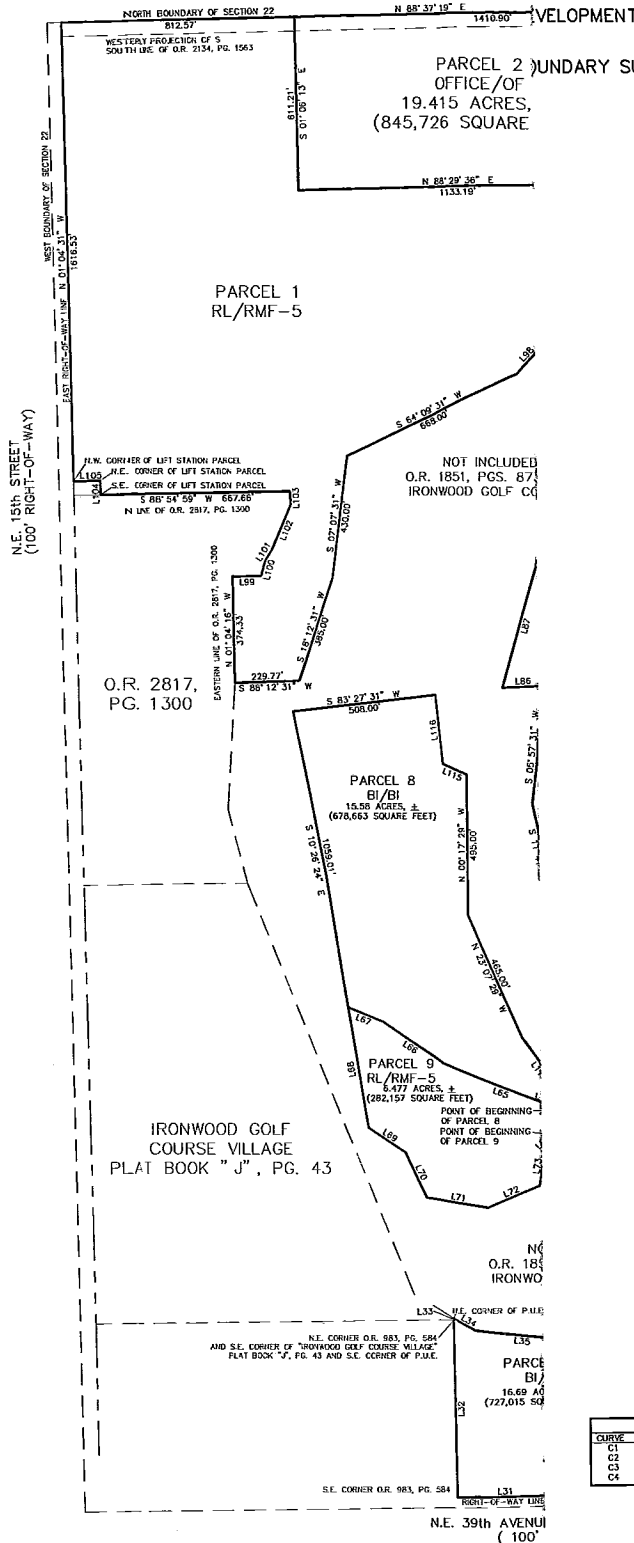 NORTH BOUNDARY OF SECTION 22
812.57'
N 88° 37' 19" E
1410.90'
VELOPMENT
WESTERLY PROJECTION OF S
SOUTH LINE OF O.R. 2134, PG. 1563
PARCEL 2
OFFICE/OF
19.415 ACRES,
(845,726 SQUARE
UNDARY SU
S 01° 06' 13" E
611.21'
N 88° 29' 36" E
1133.19'
WEST BOUNDARY OF SECTION 22
EAST RIGHT-OF-WAY LINE N 01° 04' 31" W
1616.53'
PARCEL 1
RL/RMF-5
L98
S 64° 09' 31" W
668.00'
N.E. 15th STREET
(100' RIGHT-OF-WAY)
N.W. CORNER OF LIFT STATION PARCEL
L105
N.E. CORNER OF LIFT STATION PARCEL
L104
S.E. CORNER OF LIFT STATION PARCEL
S 88° 54' 59" W 667.66'
N LINE OF O.R. 2817, PG. 1300
L103
L102
L101
L100
L99
NOT INCLUDED
O.R. 1851, PGS. 87
IRONWOOD GOLF CO
S 07° 07' 31" W
430.00'
S 18° 12' 31" W
385.00'
L87
L86
EASTERN LINE OF O.R. 2817, PG. 1300
N 01° 04' 16" W
374.33'
229.77'
S 88° 12' 31" W
O.R. 2817,
PG. 1300
S 83° 27' 31" W
508.00'
L116
L115
S 05° 57' 31" W
PARCEL 8
BI/BI
15.58 ACRES, ±
(678,663 SQUARE FEET)
N 00° 17' 29" W
495.00'
S 10° 26' 24" E
1059.01'
465.00'
N 23° 07' 29" W
L67
L66
L68
L65
PARCEL 9
RL/RMF-5
6.477 ACRES, ±
(282,157 SQUARE FEET)
POINT OF BEGINNING
OF PARCEL 8
POINT OF BEGINNING
OF PARCEL 9
L69
L70
L71
L72
L73
IRONWOOD GOLF
COURSE VILLAGE
PLAT BOOK "J", PG. 43
O.R. 185
IRONWO
L33
N.E. CORNER OF P.U.E.
L34
L35
N.E. CORNER O.R. 983, PG. 584
AND S.E. CORNER OF "IRONWOOD GOLF COURSE VILLAGE"
PLAT BOOK "J", PG. 43 AND S.E. CORNER OF P.U.E.
PARCE
BI/
16.69 AC
(727,015 SQ
L32
S.E. CORNER O.R. 983, PG. 584
L31
RIGHT-OF-WAY LINE
N.E. 39th AVENU
( 100'
CURVE
C1
C2
C3
C4